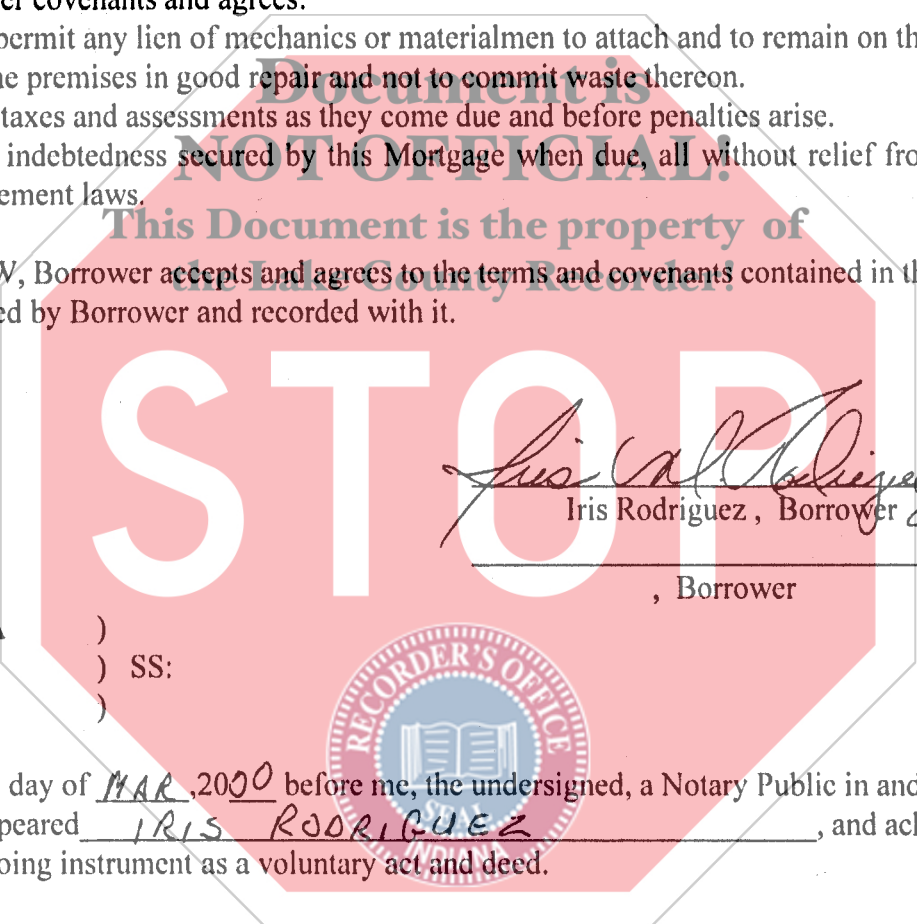 er covenants and agrees:
permit any lien of mechanics or materialmen to attach and to remain on th
ne premises in good repair and not to commit waste thereon.
Document is
taxes and assessments as they come due and before penalties arise.
NOT OFFICIAL!
indebtedness secured by this Mortgage when due, all without relief fro
ement laws.
This Document is the property of
the Lake County Recorder!
W, Borrower accepts and agrees to the terms and covenants contained in th
ed by Borrower and recorded with it.
STOP
Iris Rodriguez
Iris Rodriguez , Borrower
, Borrower
)
) SS:
)
RECORDER'S OFFICE
SEAL
INDIANA
day of MAR ,2000 before me, the undersigned, a Notary Public in and
peared IRIS RODRIGUEZ , and ack
oing instrument as a voluntary act and deed.